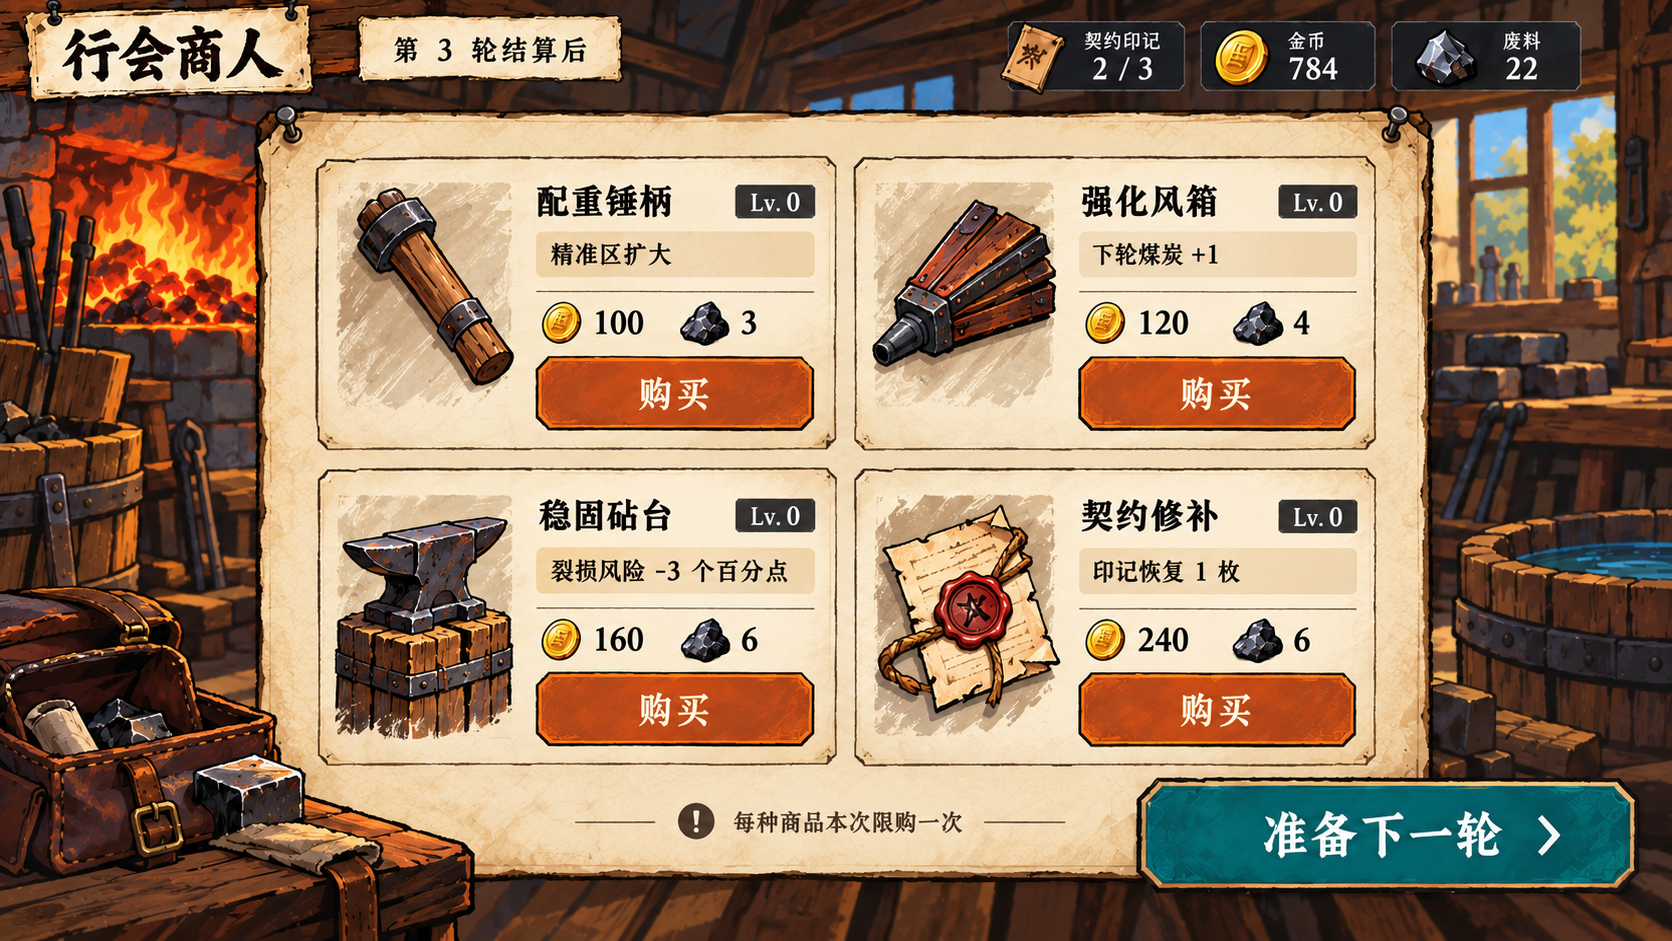 行会商人
第 3 轮结算后
契约印记
2 / 3
金币
784
废料
22
配重锤柄
Lv. 0
精准区扩大
100
3
购买
强化风箱
Lv. 0
下轮煤炭 +1
120
4
购买
稳固砧台
Lv. 0
裂损风险 -3 个百分点
160
6
购买
契约修补
Lv. 0
印记恢复 1 枚
240
6
购买
! 每种商品本次限购一次
准备下一轮 >